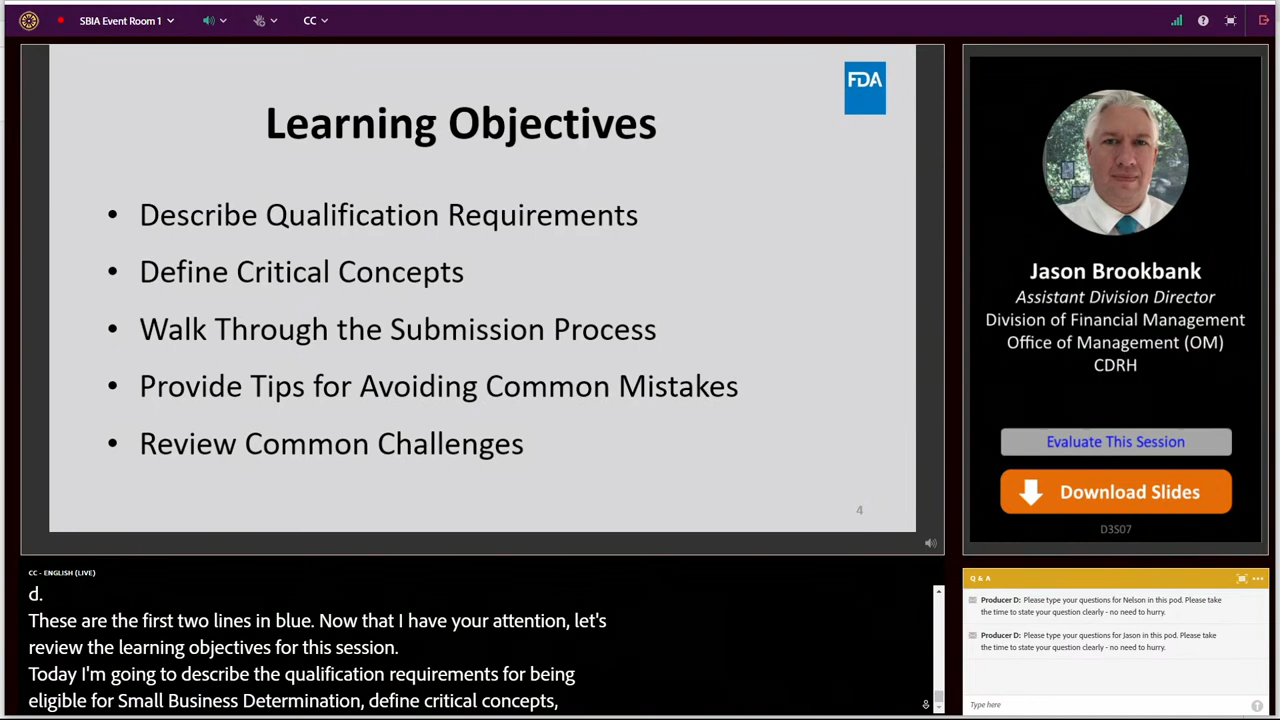 SBIA Event Room 1
CC
FDA
Learning Objectives
• Describe Qualification Requirements
• Define Critical Concepts
• Walk Through the Submission Process
• Provide Tips for Avoiding Common Mistakes
• Review Common Challenges
4
Jason Brookbank
Assistant Division Director
Division of Financial Management
Office of Management (OM)
CDRH
Evaluate This Session
Download Slides
D3S07
CC - ENGLISH (LIVE)
d.
These are the first two lines in blue. Now that I have your attention, let's
review the learning objectives for this session.
Today I'm going to describe the qualification requirements for being
eligible for Small Business Determination, define critical concepts,
Q & A
Producer D: Please type your questions for Nelson in this pod. Please take
the time to state your question clearly - no need to hurry.
Producer D: Please type your questions for Jason in this pod. Please take
the time to state your question clearly - no need to hurry.
Type here